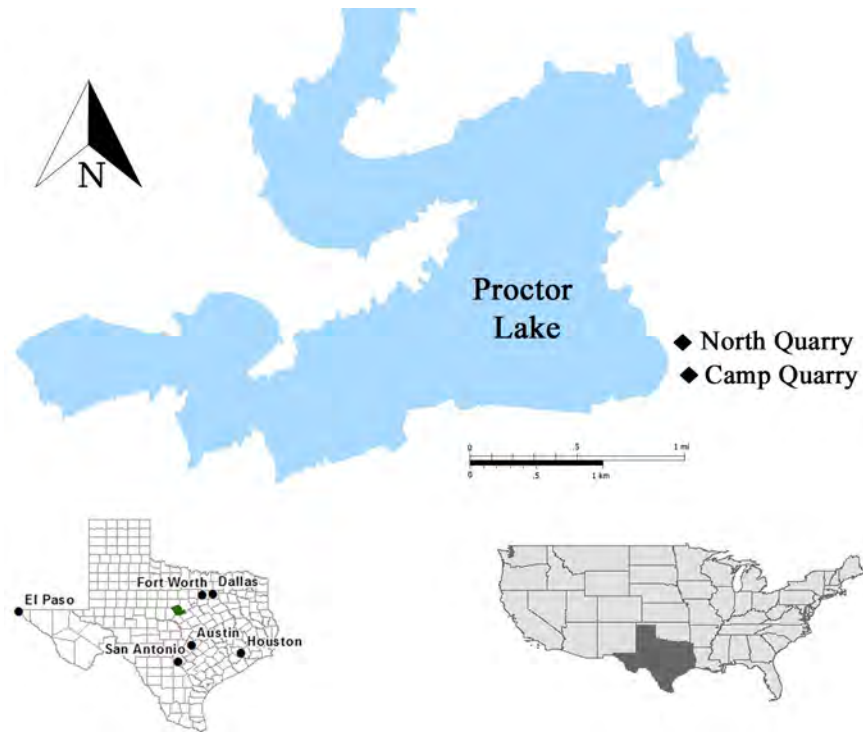 N
Proctor
Lake
North Quarry
Camp Quarry
0 .5 1 mi
0 .5 1 km
Fort Worth Dallas
El Paso
Austin
Houston
San Antonio